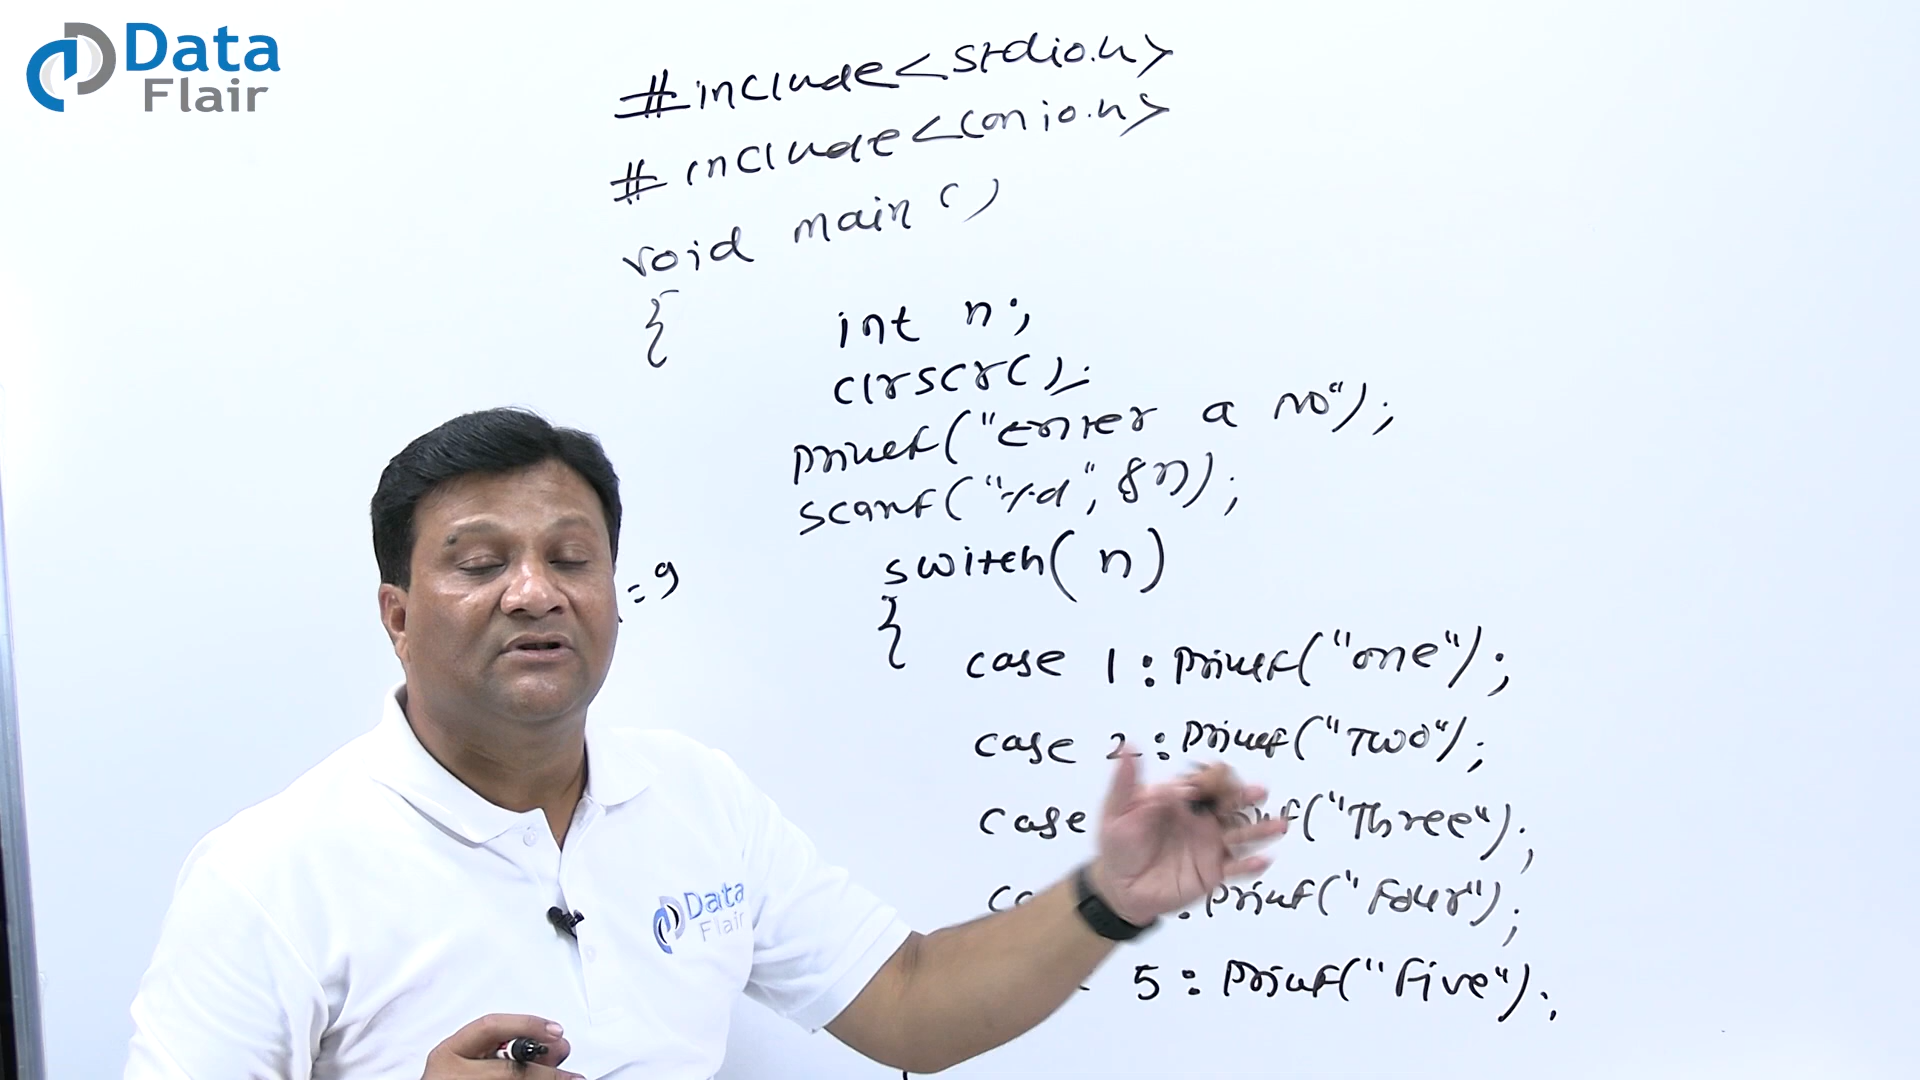 Data
Flair
#include<stdio.h>
#include<conio.h>
void main()
{
int n;
clrscr();
printf("Enter a no");
scanf("%d", &n);
=9
switch(n)
{
case 1: printf("one");
case 2: printf("Two");
case printf("Three");
: printf("Four");
5: printf("Five");
Data
Flair